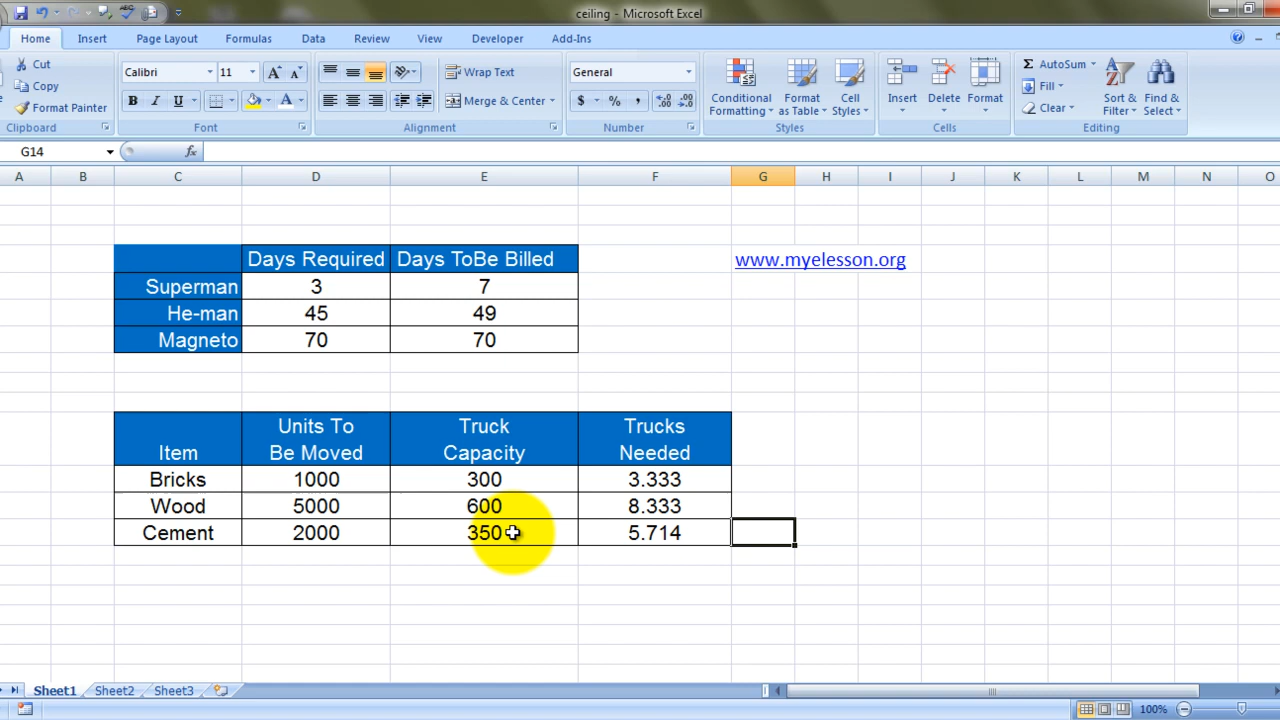 ceiling - Microsoft Excel
Home Insert Page Layout Formulas Data Review View Developer Add-Ins
Cut
Copy
Format Painter
Clipboard
Calibri 11
B I U A
Font
Wrap Text
Merge & Center
Alignment
General
$ % ,
Number
Conditional Formatting
Format as Table
Cell Styles
Styles
Insert Delete Format
Cells
AutoSum
Fill
Clear
Sort & Filter
Find & Select
Editing
G14 fx
A B C D E F G H I J K L M N O
Days Required Days ToBe Billed www.myelesson.org
Superman 3 7
He-man 45 49
Magneto 70 70
Item Units To Be Moved Truck Capacity Trucks Needed
Bricks 1000 300 3.333
Wood 5000 600 8.333
Cement 2000 350 5.714
Sheet1 Sheet2 Sheet3
100%